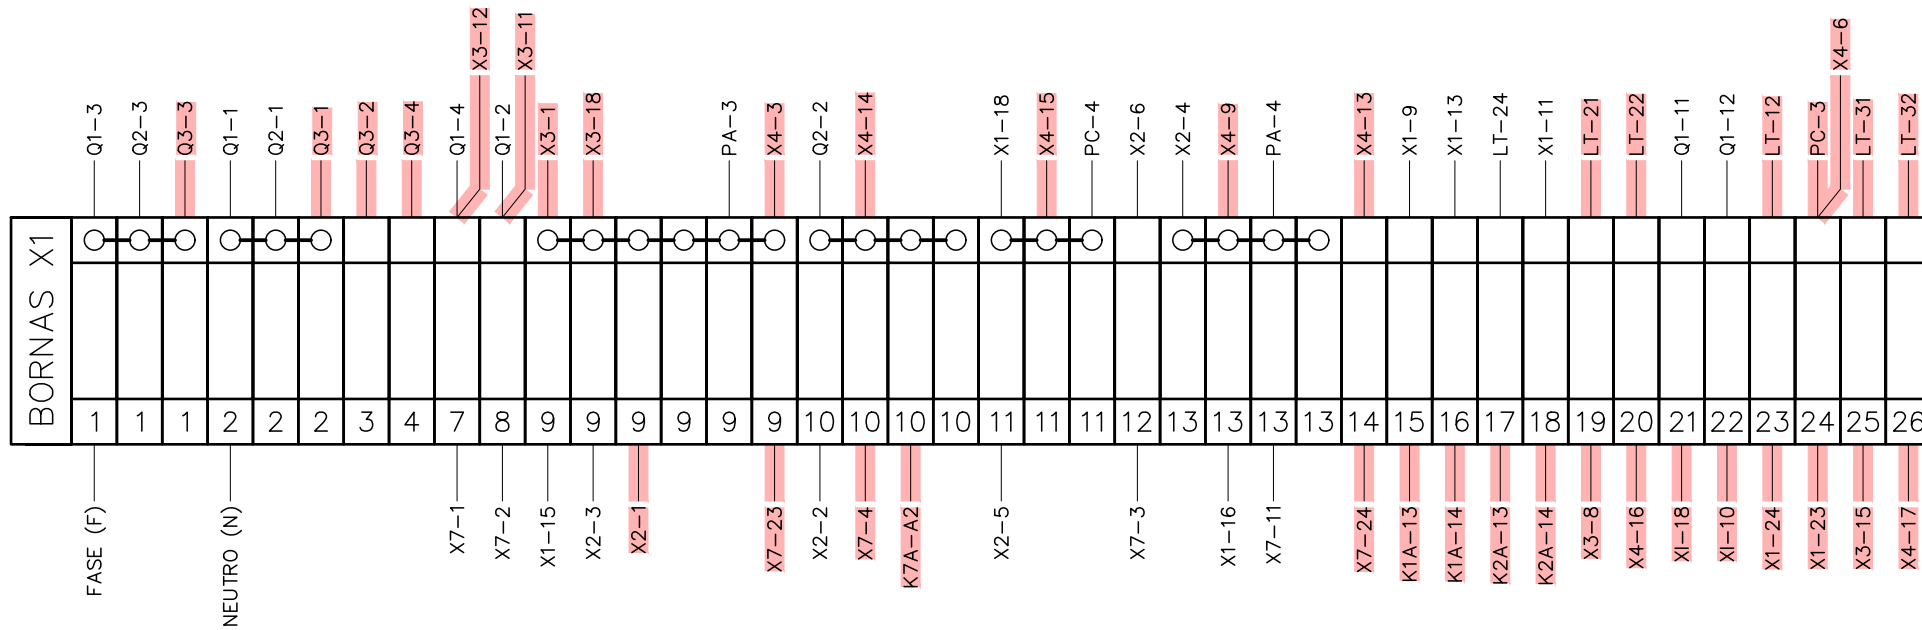 X3-12
X3-11
X4-6
Q1-3
Q2-3
Q3-3
Q1-1
Q2-1
Q3-1
Q3-2
Q3-4
Q1-4
Q1-2
X3-1
X3-18
PA-3
X4-3
Q2-2
X4-14
X1-18
X4-15
PC-4
X2-6
X2-4
X4-9
PA-4
X4-13
X1-9
X1-13
LT-24
X1-11
LT-21
LT-22
Q1-11
Q1-12
LT-12
PC-3
LT-31
LT-32
BORNAS X1
1 1 1 2 2 2 3 4 7 8 9 9 9 9 9 9 10 10 10 10 11 11 11 12 13 13 13 13 14 15 16 17 18 19 20 21 22 23 24 25 26
FASE (F)
NEUTRO (N)
X7-1
X7-2
X1-15
X2-3
X2-1
X7-23
X2-2
X7-4
K7A-A2
X2-5
X7-3
X1-16
X7-11
X7-24
K1A-13
K1A-14
K2A-13
K2A-14
X3-8
X4-16
XI-18
XI-10
X1-24
X1-23
X3-15
X4-17